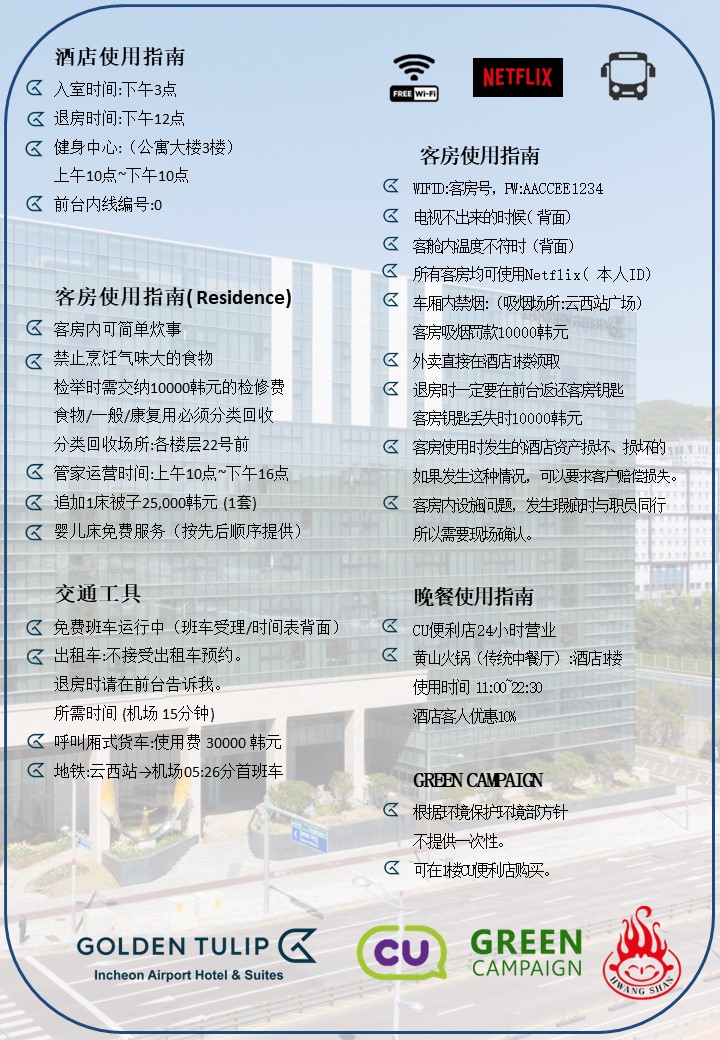 酒店使用指南
入室时间:下午3点
退房时间:下午12点
健身中心:（公寓大楼3楼）
上午10点~下午10点
前台内线编号:0
客房使用指南( Residence)
客房内可简单炊事
禁止烹饪气味大的食物
检举时需交纳10000韩元的检修费
食物/一般/康复用必须分类回收
分类回收场所:各楼层22号前
管家运营时间:上午10点~下午16点
追加1床被子25,000韩元 (1套)
婴儿床免费服务（按先后顺序提供）
交通工具
免费班车运行中（班车受理/时间表背面）
出租车:不接受出租车预约。
退房时请在前台告诉我。
所需时间 (机场 15分钟)
呼叫厢式货车:使用费 30000 韩元
地铁:云西站→机场05:26分首班车
FREE Wi-Fi
NETFLIX
客房使用指南
WIFID:客房号, PW:AACCEE1234
电视不出来的时候( 背面)
客舱内温度不符时（背面）
所有客房均可使用Netflix( 本人ID)
车厢内禁烟:（吸烟场所:云西站广场）
客房吸烟罚款10000韩元
外卖直接在酒店1楼领取
退房时一定要在前台返还客房钥匙
客房钥匙丢失时10000韩元
客房使用时发生的酒店资产损坏、损坏的
如果发生这种情况，可以要求客户赔偿损失。
客房内设施问题，发生瑕疵时与职员同行
所以需要现场确认。
晚餐使用指南
CU便利店24小时营业
黄山火锅（传统中餐厅）:酒店1楼
使用时间 11:00~22:30
酒店客人优惠10%
GREEN CAMPAIGN
根据环境保护环境部方针
不提供一次性。
可在1楼CU便利店购买。
GOLDEN TULIP
Incheon Airport Hotel & Suites
CU
GREEN
CAMPAIGN
HWANG SHAN